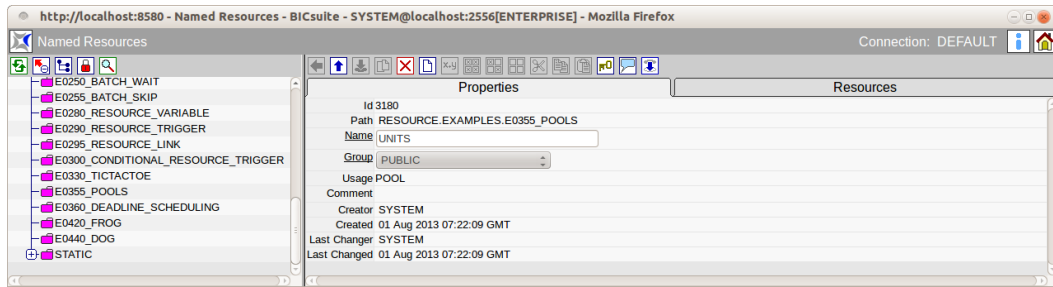 http://localhost:8580 - Named Resources - BICsuite - SYSTEM@localhost:2556[ENTERPRISE] - Mozilla Firefox
Named Resources
Connection: DEFAULT
E0250_BATCH_WAIT
E0255_BATCH_SKIP
E0280_RESOURCE_VARIABLE
E0290_RESOURCE_TRIGGER
E0295_RESOURCE_LINK
E0300_CONDITIONAL_RESOURCE_TRIGGER
E0330_TICTACTOE
E0355_POOLS
E0360_DEADLINE_SCHEDULING
E0420_FROG
E0440_DOG
STATIC
x-y
Properties
Resources
Id 3180
Path RESOURCE.EXAMPLES.E0355_POOLS
Name UNITS
Group PUBLIC
Usage POOL
Comment
Creator SYSTEM
Created 01 Aug 2013 07:22:09 GMT
Last Changer SYSTEM
Last Changed 01 Aug 2013 07:22:09 GMT